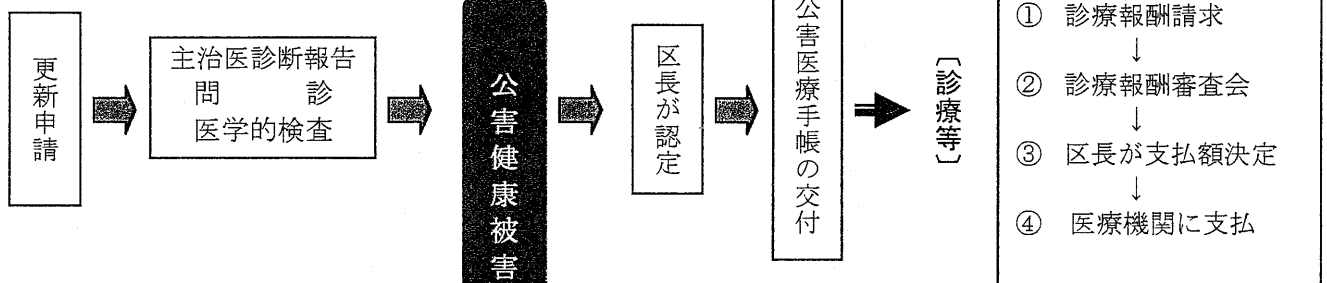 更新申請
主治医診断報告
問　　診
医学的検査
公害健康被害
区長が認定
公害医療手帳の交付
〔診療等〕
① 診療報酬請求
↓
② 診療報酬審査会
↓
③ 区長が支払額決定
↓
④ 医療機関に支払